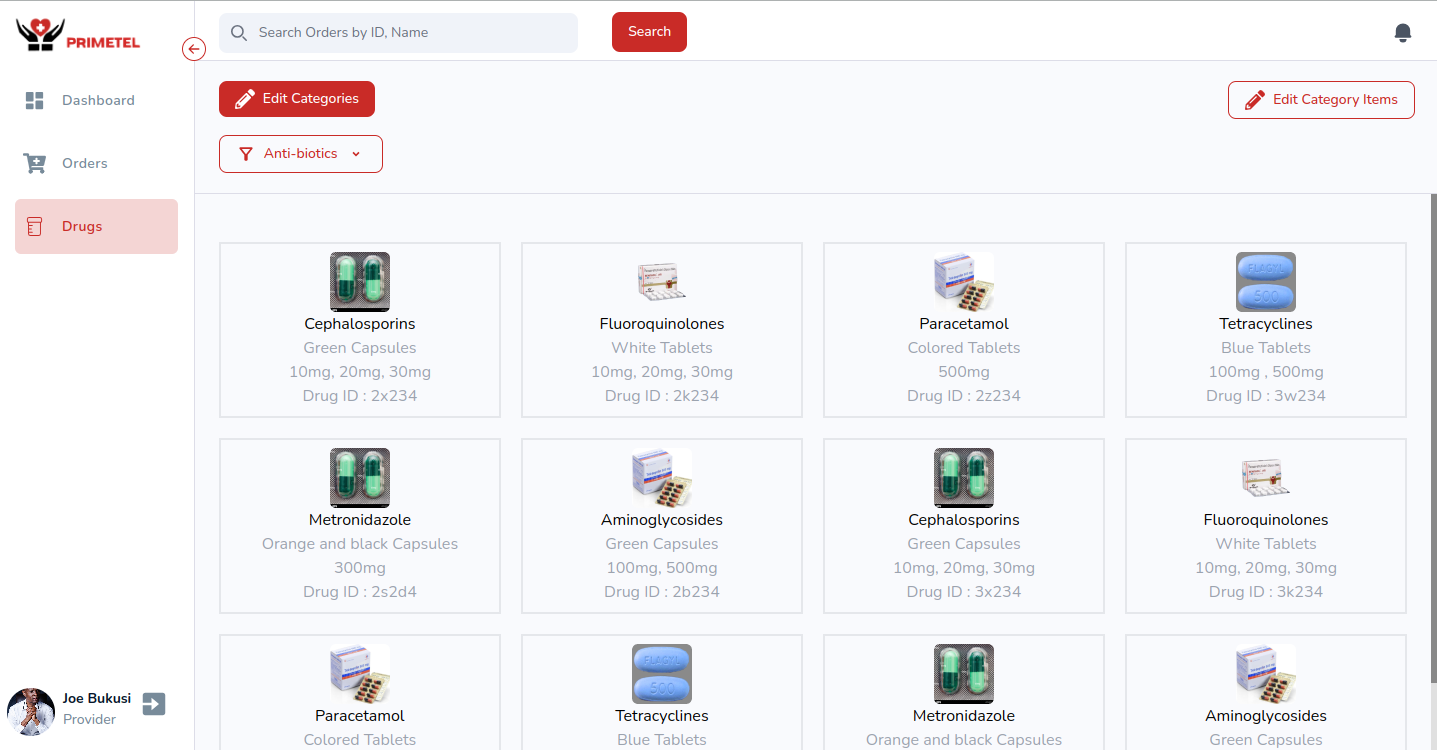 PRIMETEL
Search Orders by ID, Name
Search
Dashboard
Orders
Drugs
Edit Categories
Edit Category Items
Anti-biotics
Cephalosporins
Green Capsules
10mg, 20mg, 30mg
Drug ID : 2x234
Fluoroquinolones
White Tablets
10mg, 20mg, 30mg
Drug ID : 2k234
Paracetamol
Colored Tablets
500mg
Drug ID : 2z234
FLAGYL
500
Tetracyclines
Blue Tablets
100mg , 500mg
Drug ID : 3w234
Metronidazole
Orange and black Capsules
300mg
Drug ID : 2s2d4
Aminoglycosides
Green Capsules
100mg, 500mg
Drug ID : 2b234
Cephalosporins
Green Capsules
10mg, 20mg, 30mg
Drug ID : 3x234
Fluoroquinolones
White Tablets
10mg, 20mg, 30mg
Drug ID : 3k234
Paracetamol
Colored Tablets
FLAGYL
500
Tetracyclines
Blue Tablets
Metronidazole
Orange and black Capsules
Aminoglycosides
Green Capsules
Joe Bukusi
Provider